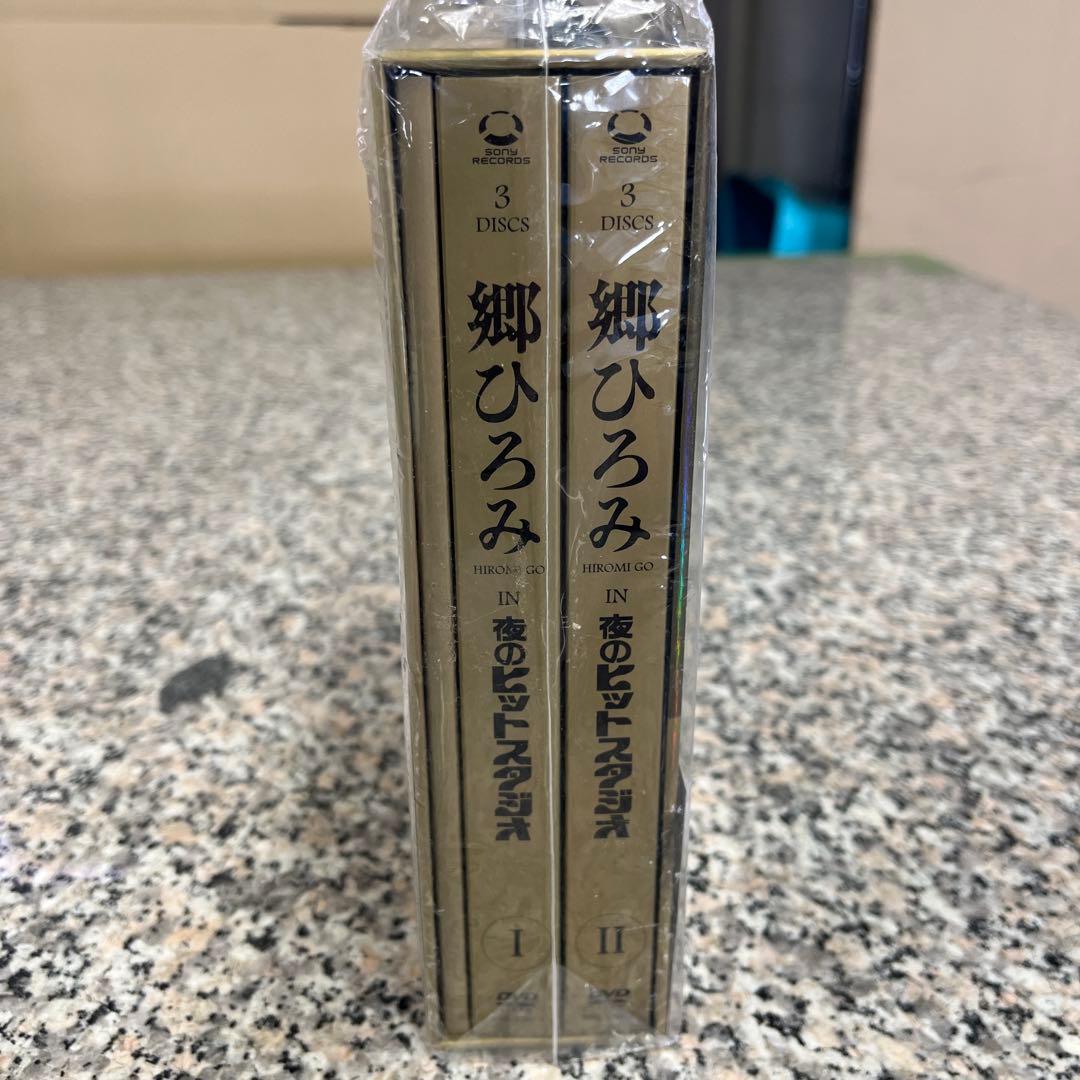 SONY
RECORDS
3
DISCS
郷ひろみ
HIROMI GO
IN
夜のヒットスタジオ
I
DVD
SONY
RECORDS
3
DISCS
郷ひろみ
HIROMI GO
IN
夜のヒットスタジオ
II
DVD